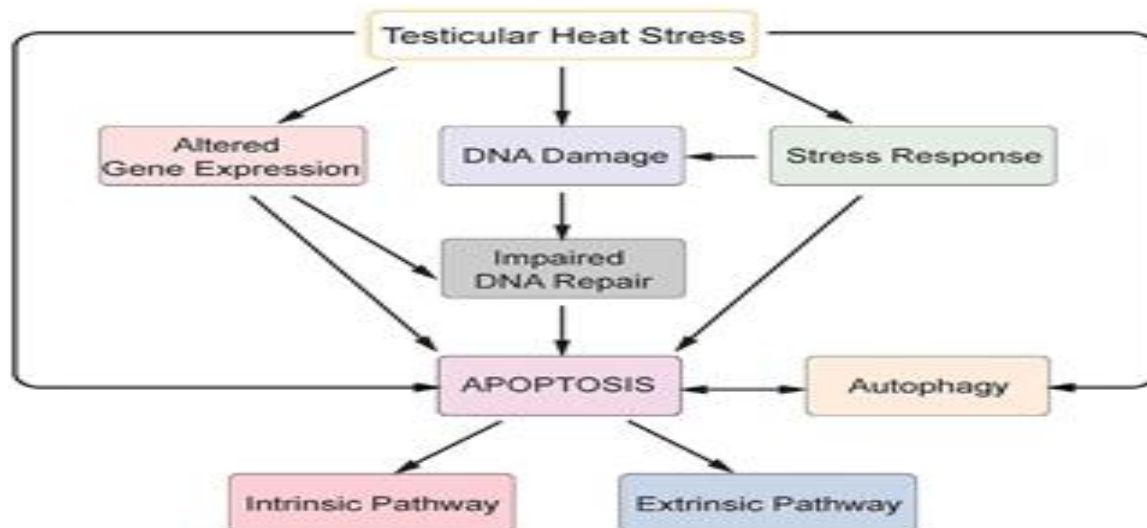 Testicular Heat Stress
Altered
Gene Expression
DNA Damage
Stress Response
Impaired
DNA Repair
APOPTOSIS
Autophagy
Intrinsic Pathway
Extrinsic Pathway